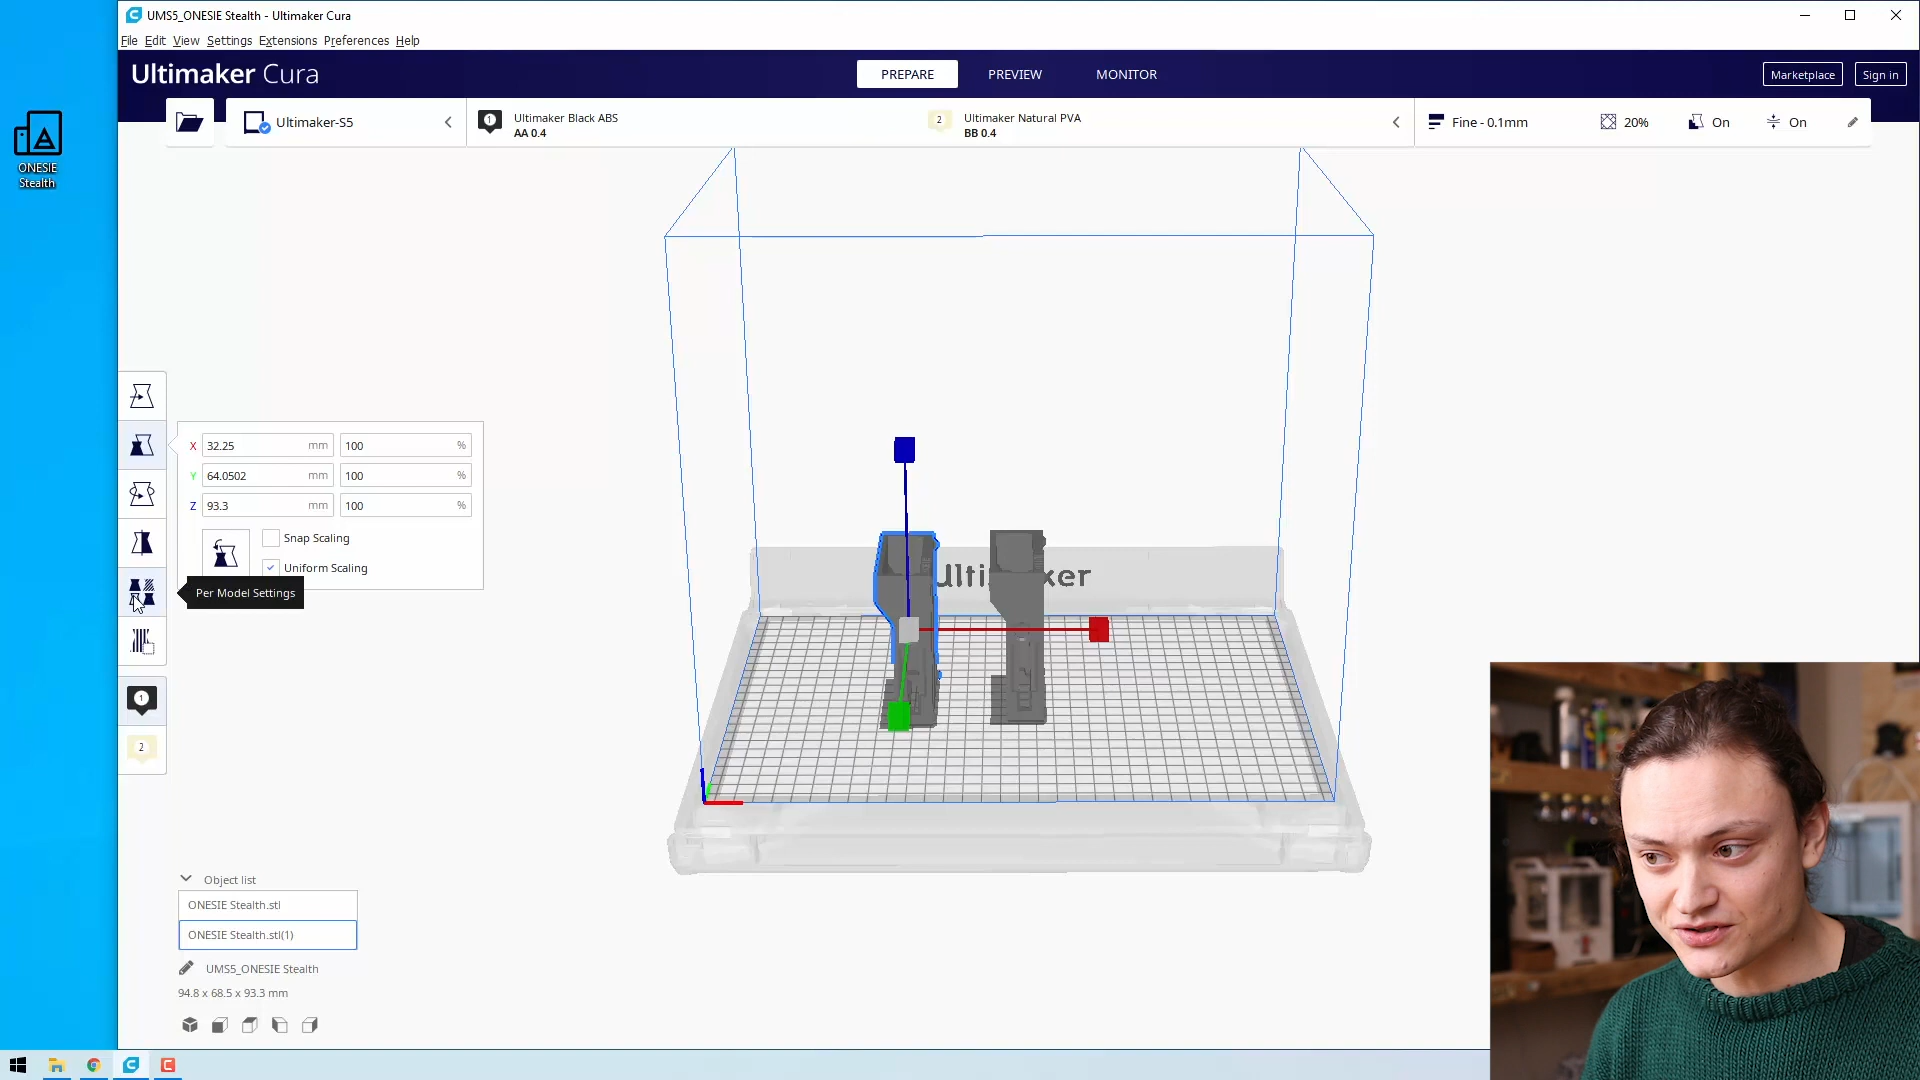 UMS5_ONESIE Stealth - Ultimaker Cura
File Edit View Settings Extensions Preferences Help
Ultimaker Cura
PREPARE
PREVIEW
MONITOR
Marketplace
Sign in
Ultimaker-S5
1
Ultimaker Black ABS
AA 0.4
2
Ultimaker Natural PVA
BB 0.4
Fine - 0.1mm
20%
On
On
ONESIE
Stealth
X 32.25 mm 100 %
Y 64.0502 mm 100 %
Z 93.3 mm 100 %
Snap Scaling
Uniform Scaling
Per Model Settings
1
2
Object list
ONESIE Stealth.stl
ONESIE Stealth.stl(1)
UMS5_ONESIE Stealth
94.8 x 68.5 x 93.3 mm